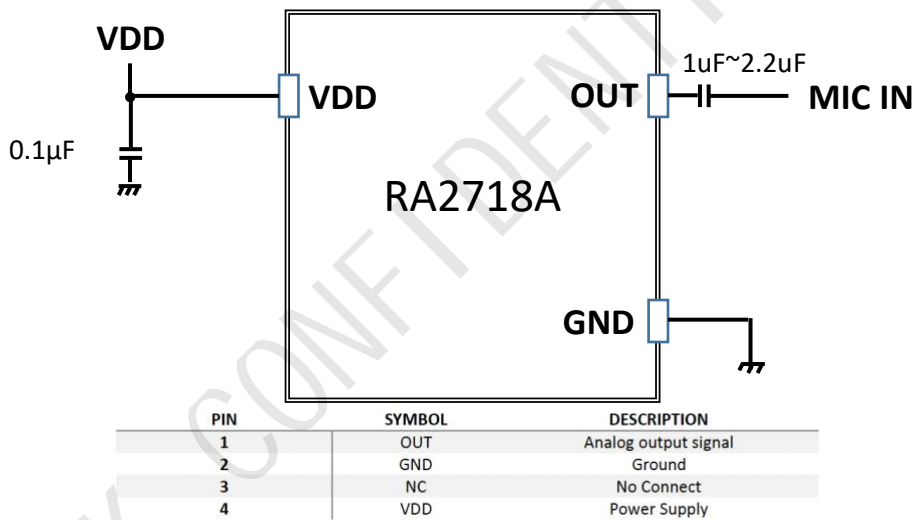 VDD
0.1µF
VDD
OUT
1uF~2.2uF
MIC IN
RA2718A
GND
PIN SYMBOL DESCRIPTION
1 OUT Analog output signal
2 GND Ground
3 NC No Connect
4 VDD Power Supply
CONFIDENTI